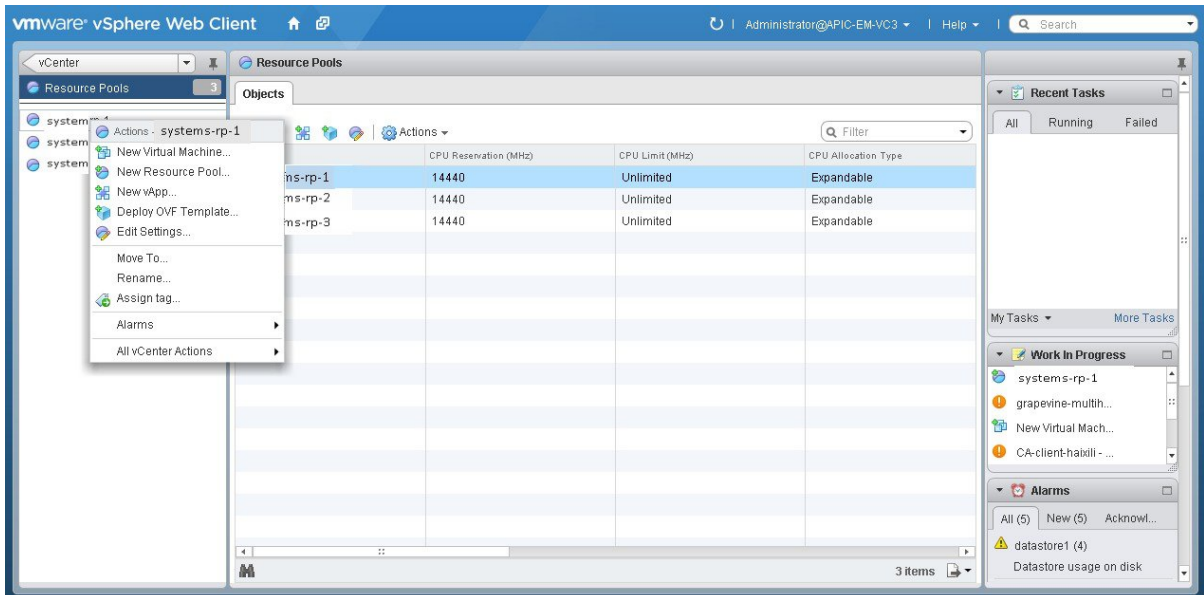 vmware® vSphere Web Client
Administrator@APIC-EM-VC3
Help
Search
vCenter
Resource Pools
3
systems-rp-1
system
system
Actions - systems-rp-1
New Virtual Machine...
New Resource Pool...
New vApp...
Deploy OVF Template...
Edit Settings...
Move To...
Rename...
Assign tag...
Alarms
All vCenter Actions
Resource Pools
Objects
Actions
Filter
CPU Reservation (MHz) CPU Limit (MHz) CPU Allocation Type
ms-rp-1 14440 Unlimited Expandable
ms-rp-2 14440 Unlimited Expandable
ms-rp-3 14440 Unlimited Expandable
3 items
Recent Tasks
All Running Failed
My Tasks More Tasks
Work In Progress
systems-rp-1
grapevine-multih...
New Virtual Mach...
CA-client-haixili - ...
Alarms
All (5) New (5) Acknowl...
datastore1 (4)
Datastore usage on disk